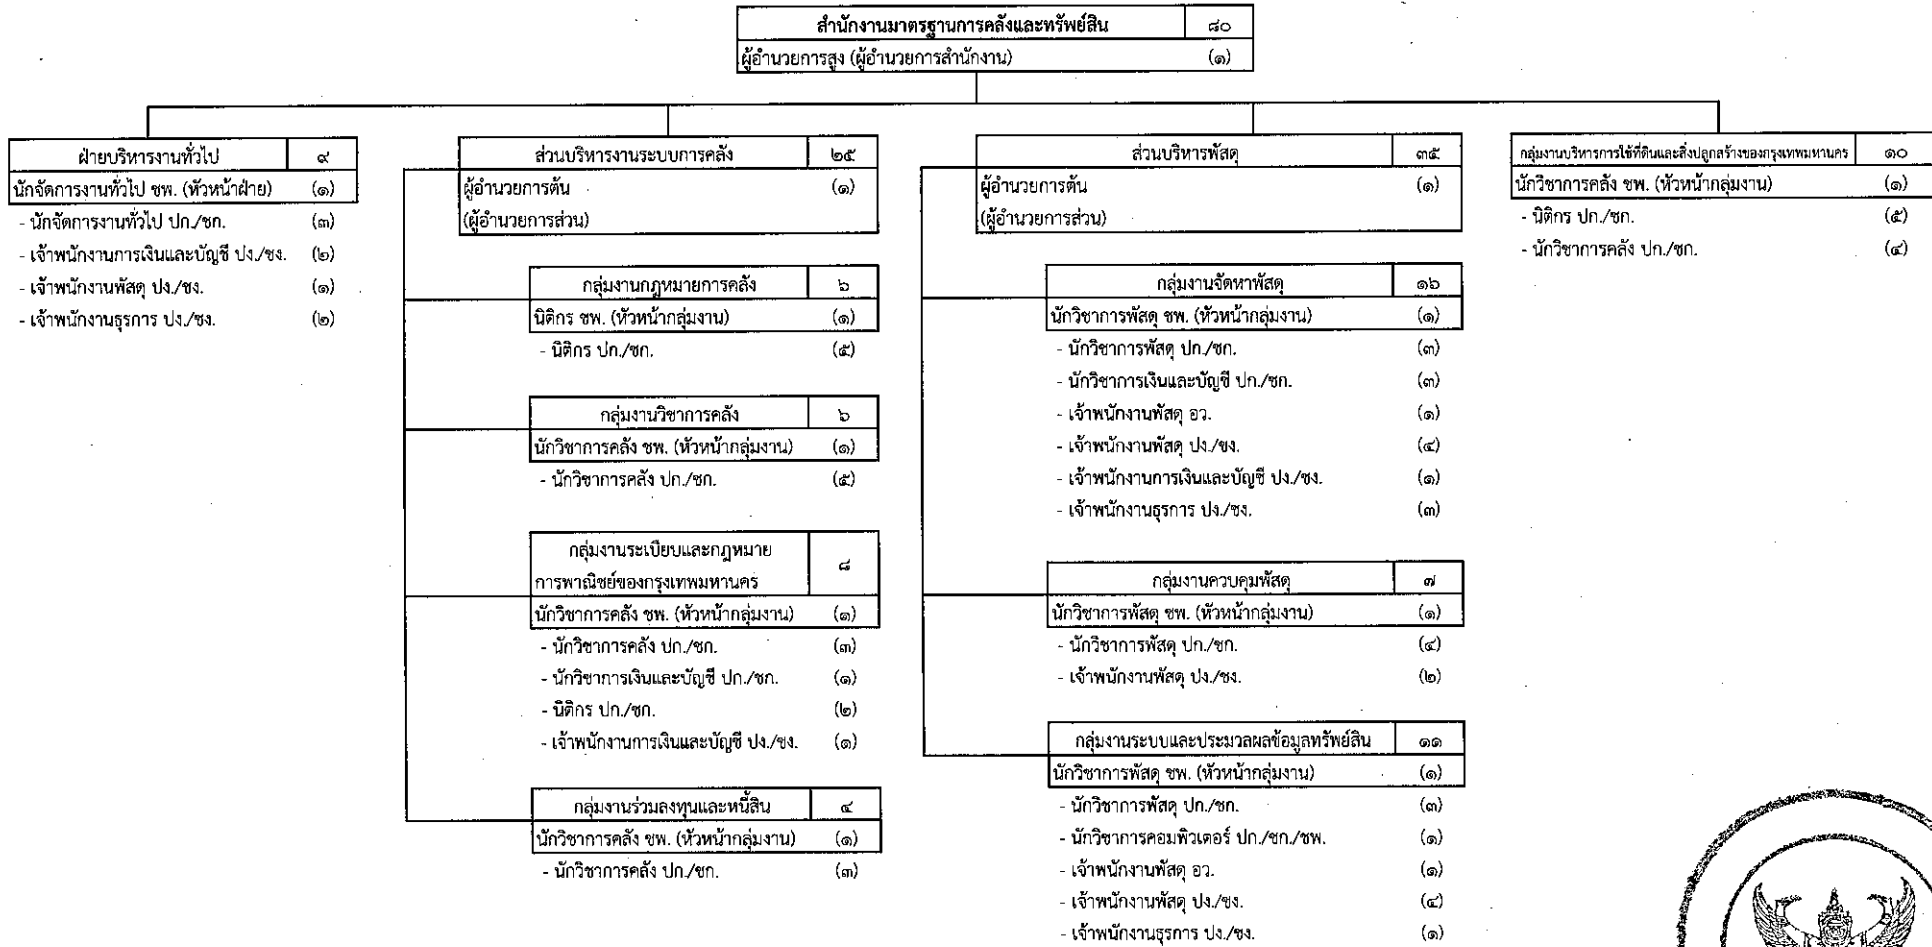 สำนักงานมาตรฐานการคลังและทรัพย์สิน ๘๐
ผู้อำนวยการสูง (ผู้อำนวยการสำนักงาน) (๑)
ฝ่ายบริหารงานทั่วไป ๙
นักจัดการงานทั่วไป ชพ. (หัวหน้าฝ่าย) (๑)
- นักจัดการงานทั่วไป ปก./ชก. (๓)
- เจ้าพนักงานการเงินและบัญชี ปง./ชง. (๒)
- เจ้าพนักงานพัสดุ ปง./ชง. (๑)
- เจ้าพนักงานธุรการ ปง./ชง. (๒)
ส่วนบริหารงานระบบการคลัง ๒๕
ผู้อำนวยการต้น (๑)
(ผู้อำนวยการส่วน)
กลุ่มงานกฎหมายการคลัง ๖
นิติกร ชพ. (หัวหน้ากลุ่มงาน) (๑)
- นิติกร ปก./ชก. (๕)
กลุ่มงานวิชาการคลัง ๖
นักวิชาการคลัง ชพ. (หัวหน้ากลุ่มงาน) (๑)
- นักวิชาการคลัง ปก./ชก. (๕)
กลุ่มงานระเบียบและกฎหมาย
การพาณิชย์ของกรุงเทพมหานคร ๘
นักวิชาการคลัง ชพ. (หัวหน้ากลุ่มงาน) (๑)
- นักวิชาการคลัง ปก./ชก. (๓)
- นักวิชาการเงินและบัญชี ปก./ชก. (๑)
- นิติกร ปก./ชก. (๒)
- เจ้าพนักงานการเงินและบัญชี ปง./ชง. (๑)
กลุ่มงานร่วมลงทุนและหนี้สิน ๔
นักวิชาการคลัง ชพ. (หัวหน้ากลุ่มงาน) (๑)
- นักวิชาการคลัง ปก./ชก. (๓)
ส่วนบริหารพัสดุ ๓๕
ผู้อำนวยการต้น (๑)
(ผู้อำนวยการส่วน)
กลุ่มงานจัดหาพัสดุ ๑๖
นักวิชาการพัสดุ ชพ. (หัวหน้ากลุ่มงาน) (๑)
- นักวิชาการพัสดุ ปก./ชก. (๓)
- นักวิชาการเงินและบัญชี ปก./ชก. (๓)
- เจ้าพนักงานพัสดุ อว. (๑)
- เจ้าพนักงานพัสดุ ปง./ชง. (๔)
- เจ้าพนักงานการเงินและบัญชี ปง./ชง. (๑)
- เจ้าพนักงานธุรการ ปง./ชง. (๓)
กลุ่มงานควบคุมพัสดุ ๗
นักวิชาการพัสดุ ชพ. (หัวหน้ากลุ่มงาน) (๑)
- นักวิชาการพัสดุ ปก./ชก. (๔)
- เจ้าพนักงานพัสดุ ปง./ชง. (๒)
กลุ่มงานระบบและประมวลผลข้อมูลทรัพย์สิน ๑๑
นักวิชาการพัสดุ ชพ. (หัวหน้ากลุ่มงาน) (๑)
- นักวิชาการพัสดุ ปก./ชก. (๓)
- นักวิชาการคอมพิวเตอร์ ปก./ชก./ชพ. (๑)
- เจ้าพนักงานพัสดุ อว. (๑)
- เจ้าพนักงานพัสดุ ปง./ชง. (๔)
- เจ้าพนักงานธุรการ ปง./ชง. (๑)
กลุ่มงานบริหารการใช้ที่ดินและสิ่งปลูกสร้างของกรุงเทพมหานคร ๑๐
นักวิชาการคลัง ชพ. (หัวหน้ากลุ่มงาน) (๑)
- นิติกร ปก./ชก. (๕)
- นักวิชาการคลัง ปก./ชก. (๔)